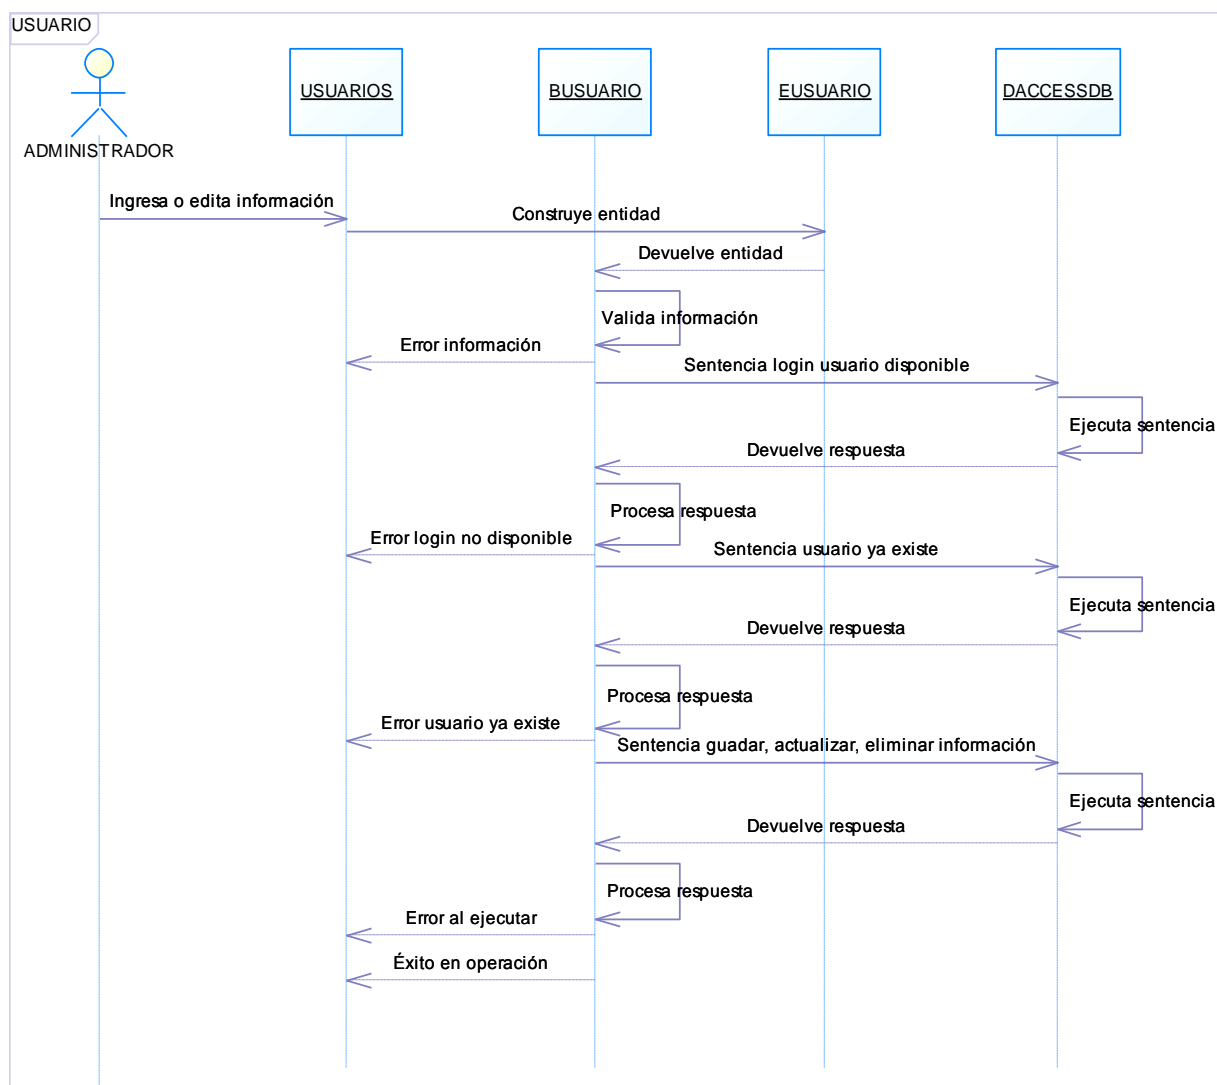 USUARIO
USUARIOS
BUSUARIO
EUSUARIO
DACCESSDB
ADMINISTRADOR
Ingresa o edita información
Construye entidad
Devuelve entidad
Valida información
Error información
Sentencia login usuario disponible
Ejecuta sentencia
Devuelve respuesta
Procesa respuesta
Error login no disponible
Sentencia usuario ya existe
Ejecuta sentencia
Devuelve respuesta
Procesa respuesta
Error usuario ya existe
Sentencia guadar, actualizar, eliminar información
Ejecuta sentencia
Devuelve respuesta
Procesa respuesta
Error al ejecutar
Éxito en operación